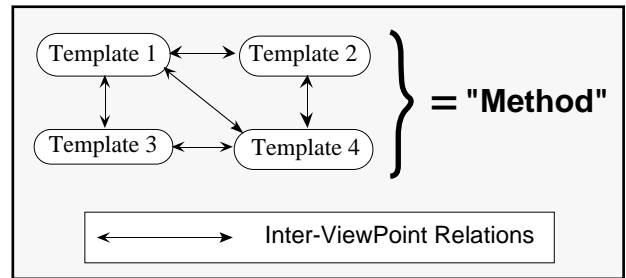 Template 1
Template 2
Template 3
Template 4
= "Method"
Inter-ViewPoint Relations